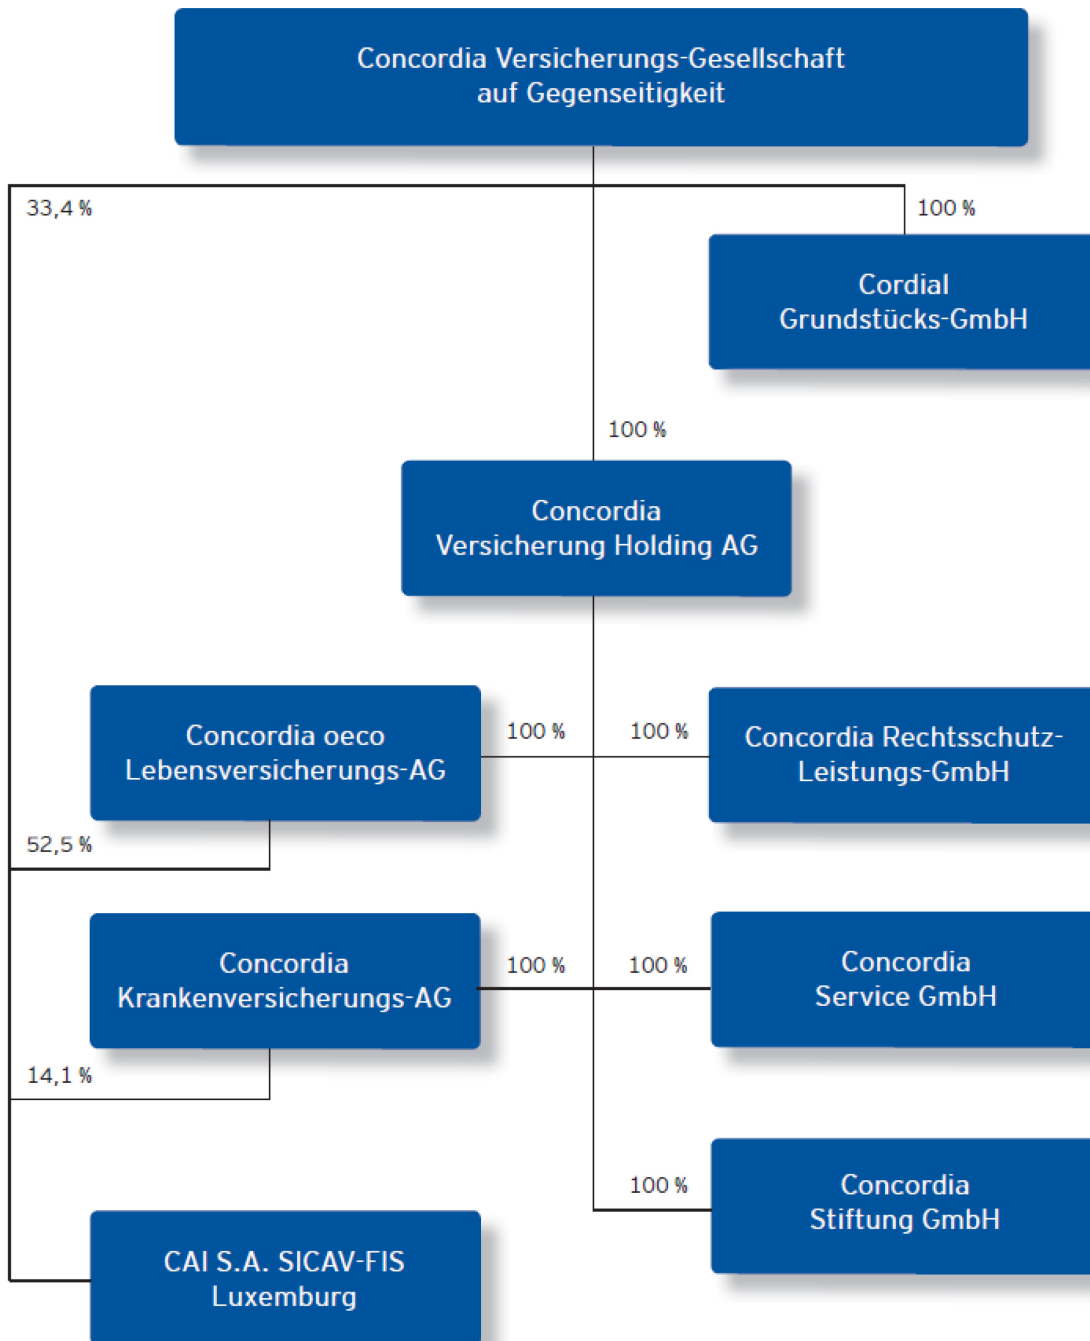 Concordia Versicherungs-Gesellschaft
auf Gegenseitigkeit
33,4 %
100 %
Cordial
Grundstücks-GmbH
100 %
Concordia
Versicherung Holding AG
Concordia oeco
Lebensversicherungs-AG
100 %
100 %
Concordia Rechtsschutz-
Leistungs-GmbH
52,5 %
Concordia
Krankenversicherungs-AG
100 %
100 %
Concordia
Service GmbH
14,1 %
100 %
Concordia
Stiftung GmbH
CAI S.A. SICAV-FIS
Luxemburg